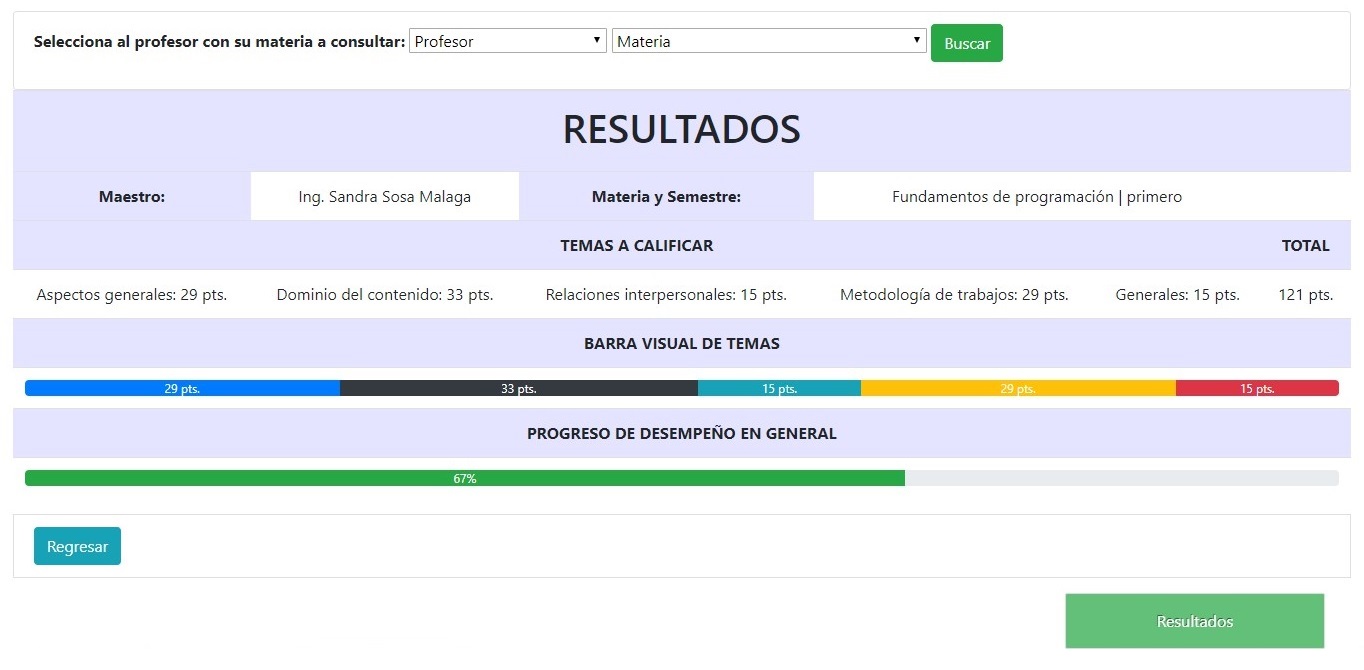 Selecciona al profesor con su materia a consultar: Profesor Materia Buscar
RESULTADOS
Maestro: Ing. Sandra Sosa Malaga Materia y Semestre: Fundamentos de programación | primero
TEMAS A CALIFICAR TOTAL
Aspectos generales: 29 pts. Dominio del contenido: 33 pts. Relaciones interpersonales: 15 pts. Metodología de trabajos: 29 pts. Generales: 15 pts. 121 pts.
BARRA VISUAL DE TEMAS
29 pts. 33 pts. 15 pts. 29 pts. 15 pts.
PROGRESO DE DESEMPEÑO EN GENERAL
67%
Regresar
Resultados